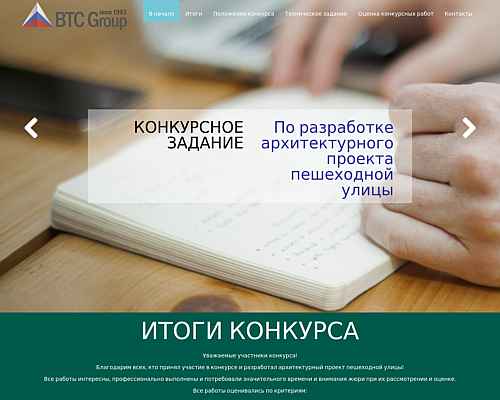 since 1993
BTC Group
В начало
Итоги
Положения конкурса
Техническое задание
Оценка конкурсных работ
Контакты
КОНКУРСНОЕ
ЗАДАНИЕ
По разработке
архитектурного
проекта
пешеходной
улицы
ИТОГИ КОНКУРСА
Уважаемые участники конкурса!
Благодарим всех, кто принял участие в конкурсе и разработал архитектурный проект пешеходной улицы!
Все работы интересны, профессионально выполнены и потребовали значительного времени и внимания жюри при их рассмотрении и оценке.
Все работы оценивались по критериям: